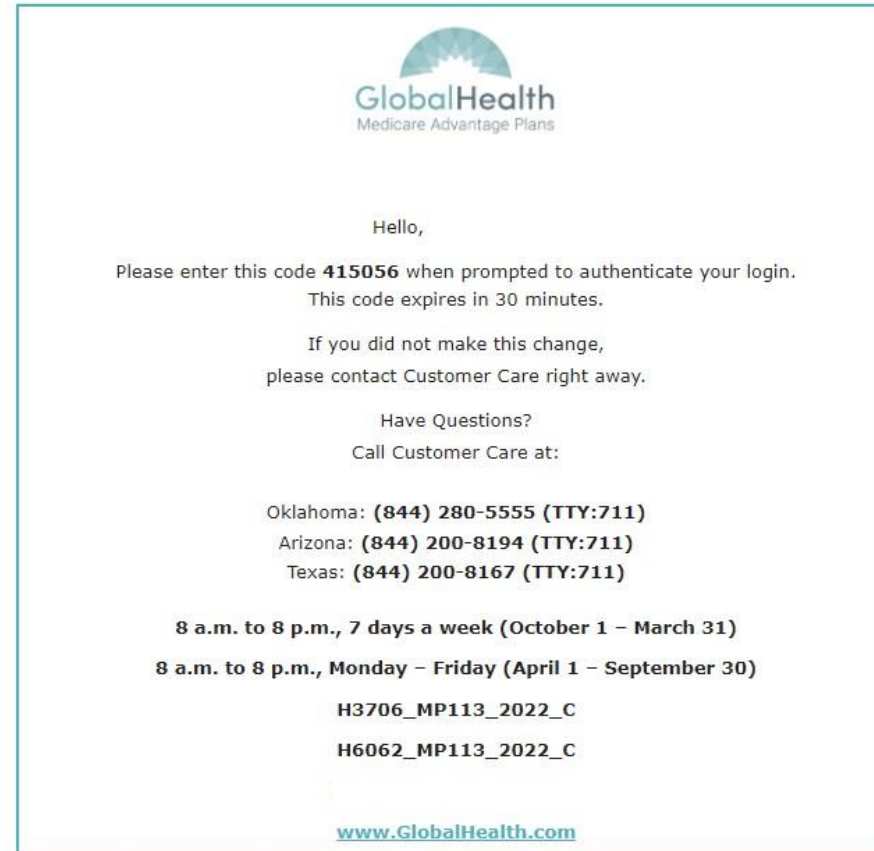 GlobalHealth
Medicare Advantage Plans
Hello,
Please enter this code 415056 when prompted to authenticate your login.
This code expires in 30 minutes.
If you did not make this change,
please contact Customer Care right away.
Have Questions?
Call Customer Care at:
Oklahoma: (844) 280-5555 (TTY:711)
Arizona: (844) 200-8194 (TTY:711)
Texas: (844) 200-8167 (TTY:711)
8 a.m. to 8 p.m., 7 days a week (October 1 – March 31)
8 a.m. to 8 p.m., Monday – Friday (April 1 – September 30)
H3706_MP113_2022_C
H6062_MP113_2022_C
www.GlobalHealth.com